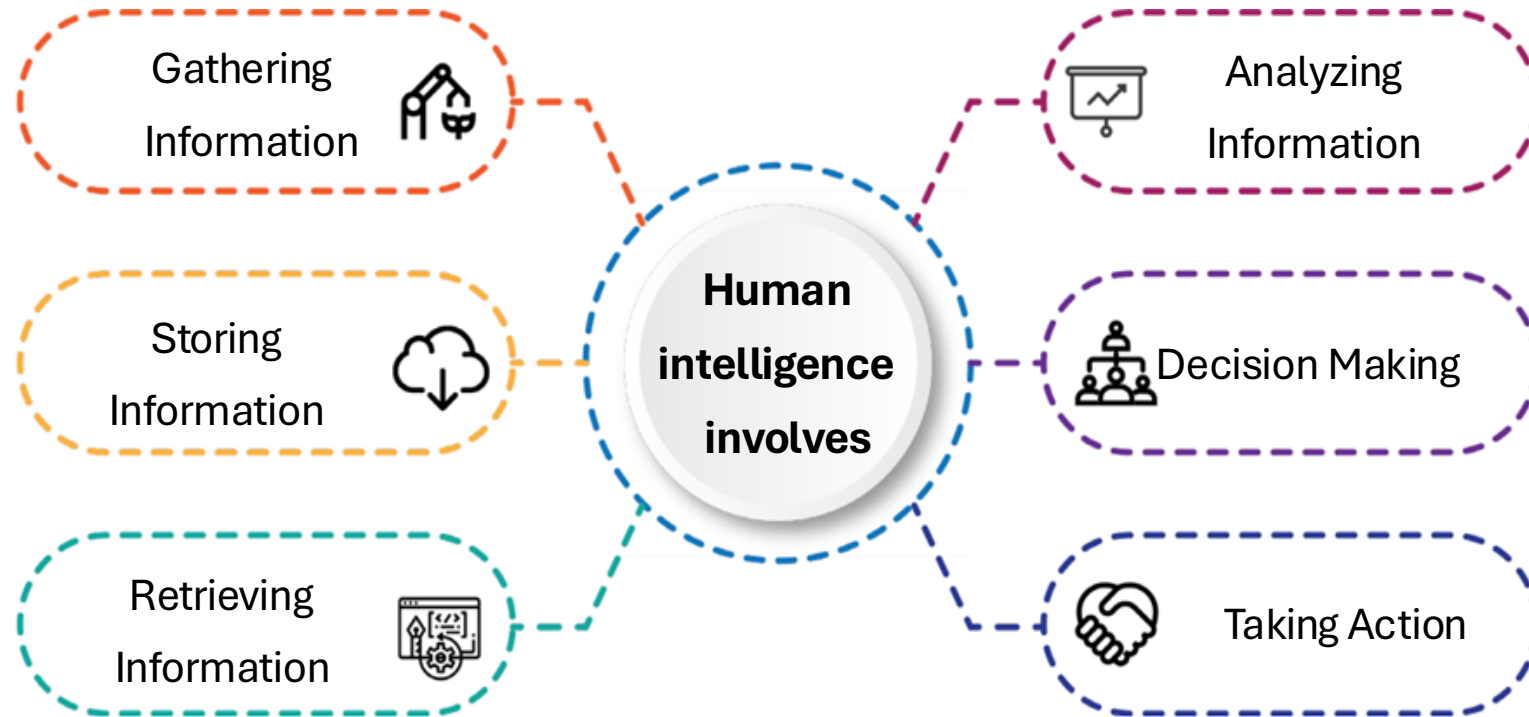 Gathering
Information
Storing
Information
Retrieving
Information
Human
intelligence
involves
Analyzing
Information
Decision Making
Taking Action